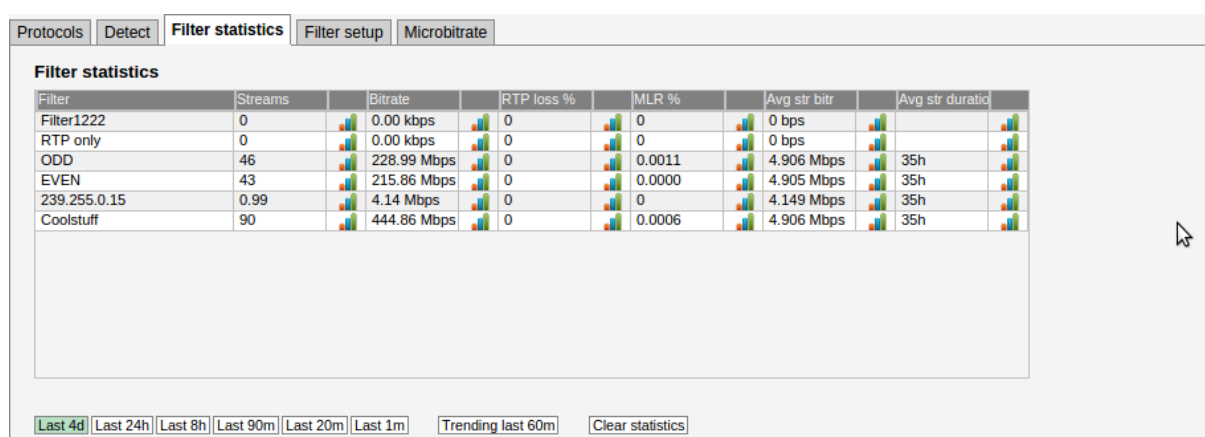 Protocols Detect Filter statistics Filter setup Microbitrate
Filter statistics
Filter Streams Bitrate RTP loss % MLR % Avg str bitr Avg str duratio
Filter1222 0 0.00 kbps 0 0 0 bps
RTP only 0 0.00 kbps 0 0 0 bps
ODD 46 228.99 Mbps 0 0.0011 4.906 Mbps 35h
EVEN 43 215.86 Mbps 0 0.0000 4.905 Mbps 35h
239.255.0.15 0.99 4.14 Mbps 0 0 4.149 Mbps 35h
Coolstuff 90 444.86 Mbps 0 0.0006 4.906 Mbps 35h
Last 4d Last 24h Last 8h Last 90m Last 20m Last 1m Trending last 60m Clear statistics